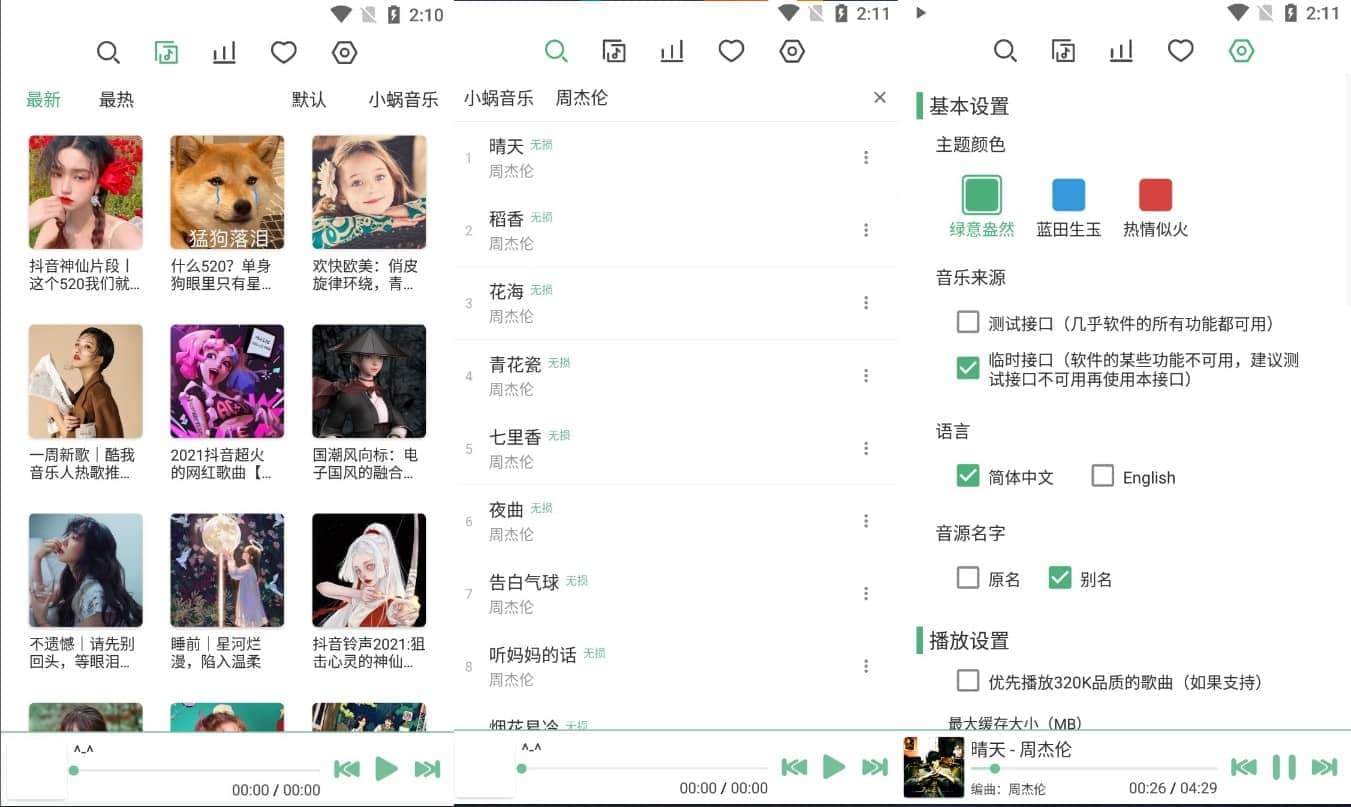 2:10
最新 最热 默认 小蜗音乐
猛狗落泪
抖音神仙片段丨
这个520我们就...
什么520？单身
狗眼里只有星...
欢快欧美：俏皮
旋律环绕，青...
一周新歌｜酷我
音乐人热歌推...
2021抖音超火
的网红歌曲【...
国潮风向标：电
子国风的融合...
不遗憾｜请先别
回头，等眼泪...
睡前｜星河烂
漫，陷入温柔
抖音铃声2021:狙
击心灵的神仙...
^_^
00:00 / 00:00
2:11
小蜗音乐 周杰伦 ×
1 晴天 无损
周杰伦
2 稻香 无损
周杰伦
3 花海 无损
周杰伦
4 青花瓷 无损
周杰伦
5 七里香 无损
周杰伦
6 夜曲 无损
周杰伦
7 告白气球 无损
周杰伦
8 听妈妈的话 无损
周杰伦
烟花易冷 无损
^_^
00:00 / 00:00
2:11
基本设置
主题颜色
绿意盎然 蓝田生玉 热情似火
音乐来源
测试接口（几乎软件的所有功能都可用）
临时接口（软件的某些功能不可用，建议测
试接口不可用再使用本接口）
语言
简体中文 English
音源名字
原名 别名
播放设置
优先播放320K品质的歌曲（如果支持）
最大缓存大小（MB）
晴天 - 周杰伦
编曲：周杰伦 00:26 / 04:29